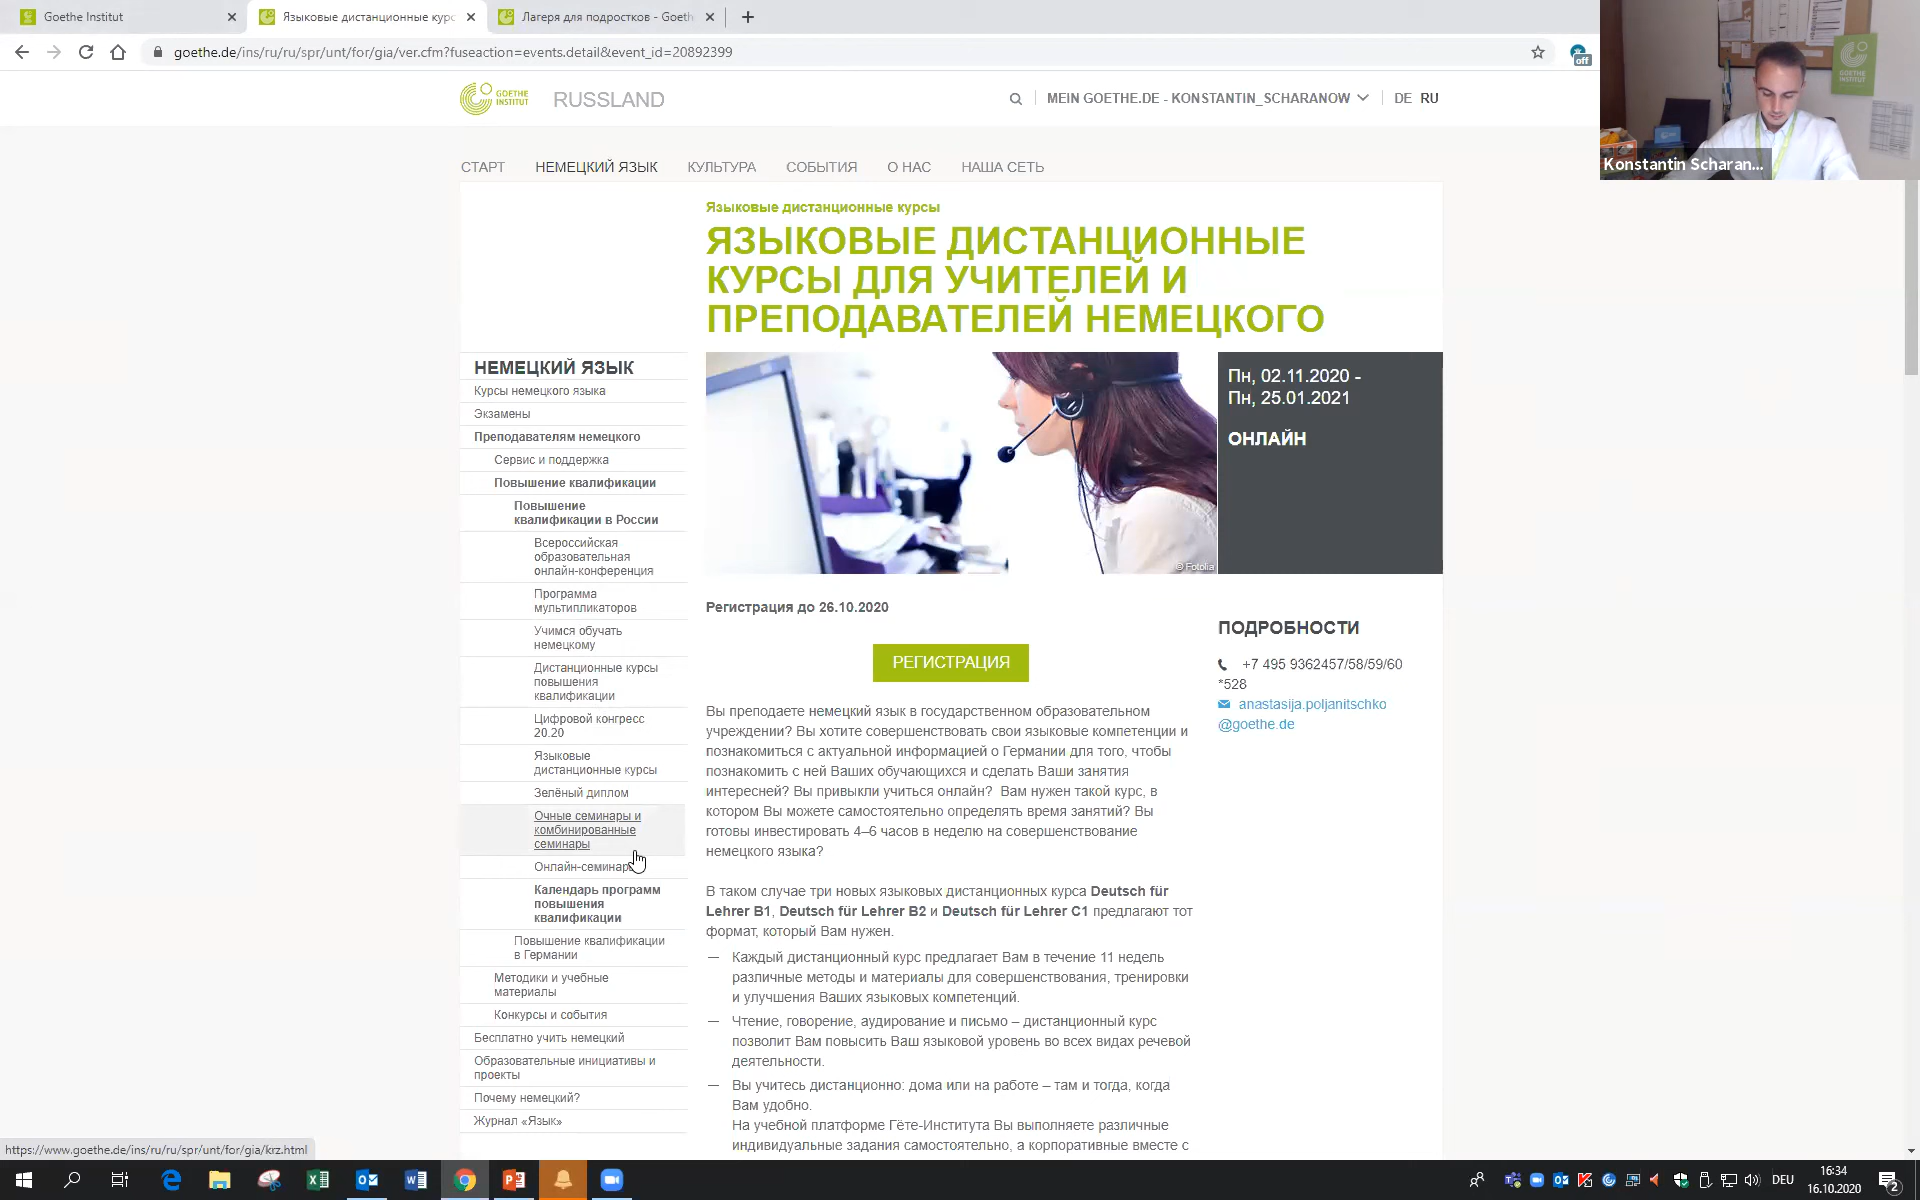 Goethe Institut
Языковые дистанционные курс
Лагеря для подростков - Goeth
goethe.de/ins/ru/ru/spr/unt/for/gia/ver.cfm?fuseaction=events.detail&event_id=20892399
off
GOETHE
INSTITUT
RUSSLAND
MEIN GOETHE.DE - KONSTANTIN_SCHARANOW
DE RU
GOETHE
INSTITUT
Konstantin Scharan...
СТАРТ НЕМЕЦКИЙ ЯЗЫК КУЛЬТУРА СОБЫТИЯ О НАС НАША СЕТЬ
Языковые дистанционные курсы
ЯЗЫКОВЫЕ ДИСТАНЦИОННЫЕ
КУРСЫ ДЛЯ УЧИТЕЛЕЙ И
ПРЕПОДАВАТЕЛЕЙ НЕМЕЦКОГО
НЕМЕЦКИЙ ЯЗЫК
Курсы немецкого языка
Экзамены
Преподавателям немецкого
Сервис и поддержка
Повышение квалификации
Повышение
квалификации в России
Всероссийская
образовательная
онлайн-конференция
Программа
мультипликаторов
Учимся обучать
немецкому
Дистанционные курсы
повышения
квалификации
Цифровой конгресс
20.20
Языковые
дистанционные курсы
Зелёный диплом
Очные семинары и
комбинированные
семинары
Онлайн-семинар
Календарь программ
повышения
квалификации
Повышение квалификации
в Германии
Методики и учебные
материалы
Конкурсы и события
Бесплатно учить немецкий
Образовательные инициативы и
проекты
Почему немецкий?
Журнал «Язык»
© Fotolia
Пн, 02.11.2020 -
Пн, 25.01.2021
ОНЛАЙН
Регистрация до 26.10.2020
РЕГИСТРАЦИЯ
Вы преподаете немецкий язык в государственном образовательном
учреждении? Вы хотите совершенствовать свои языковые компетенции и
познакомиться с актуальной информацией о Германии для того, чтобы
познакомить с ней Ваших обучающихся и сделать Ваши занятия
интересней? Вы привыкли учиться онлайн? Вам нужен такой курс, в
котором Вы можете самостоятельно определять время занятий? Вы
готовы инвестировать 4–6 часов в неделю на совершенствование
немецкого языка?
В таком случае три новых языковых дистанционных курса Deutsch für
Lehrer B1, Deutsch für Lehrer B2 и Deutsch für Lehrer C1 предлагают тот
формат, который Вам нужен.
— Каждый дистанционный курс предлагает Вам в течение 11 недель
различные методы и материалы для совершенствования, тренировки
и улучшения Ваших языковых компетенций.
— Чтение, говорение, аудирование и письмо – дистанционный курс
позволит Вам повысить Ваш языковой уровень во всех видах речевой
деятельности.
— Вы учитесь дистанционно: дома или на работе – там и тогда, когда
Вам удобно.
На учебной платформе Гёте-Института Вы выполняете различные
индивидуальные задания самостоятельно, а корпоративные вместе с
ПОДРОБНОСТИ
+7 495 9362457/58/59/60
*528
anastasija.poljanitschko
@goethe.de
https://www.goethe.de/ins/ru/ru/spr/unt/for/gia/krz.html
DEU
16:34
16.10.2020
2